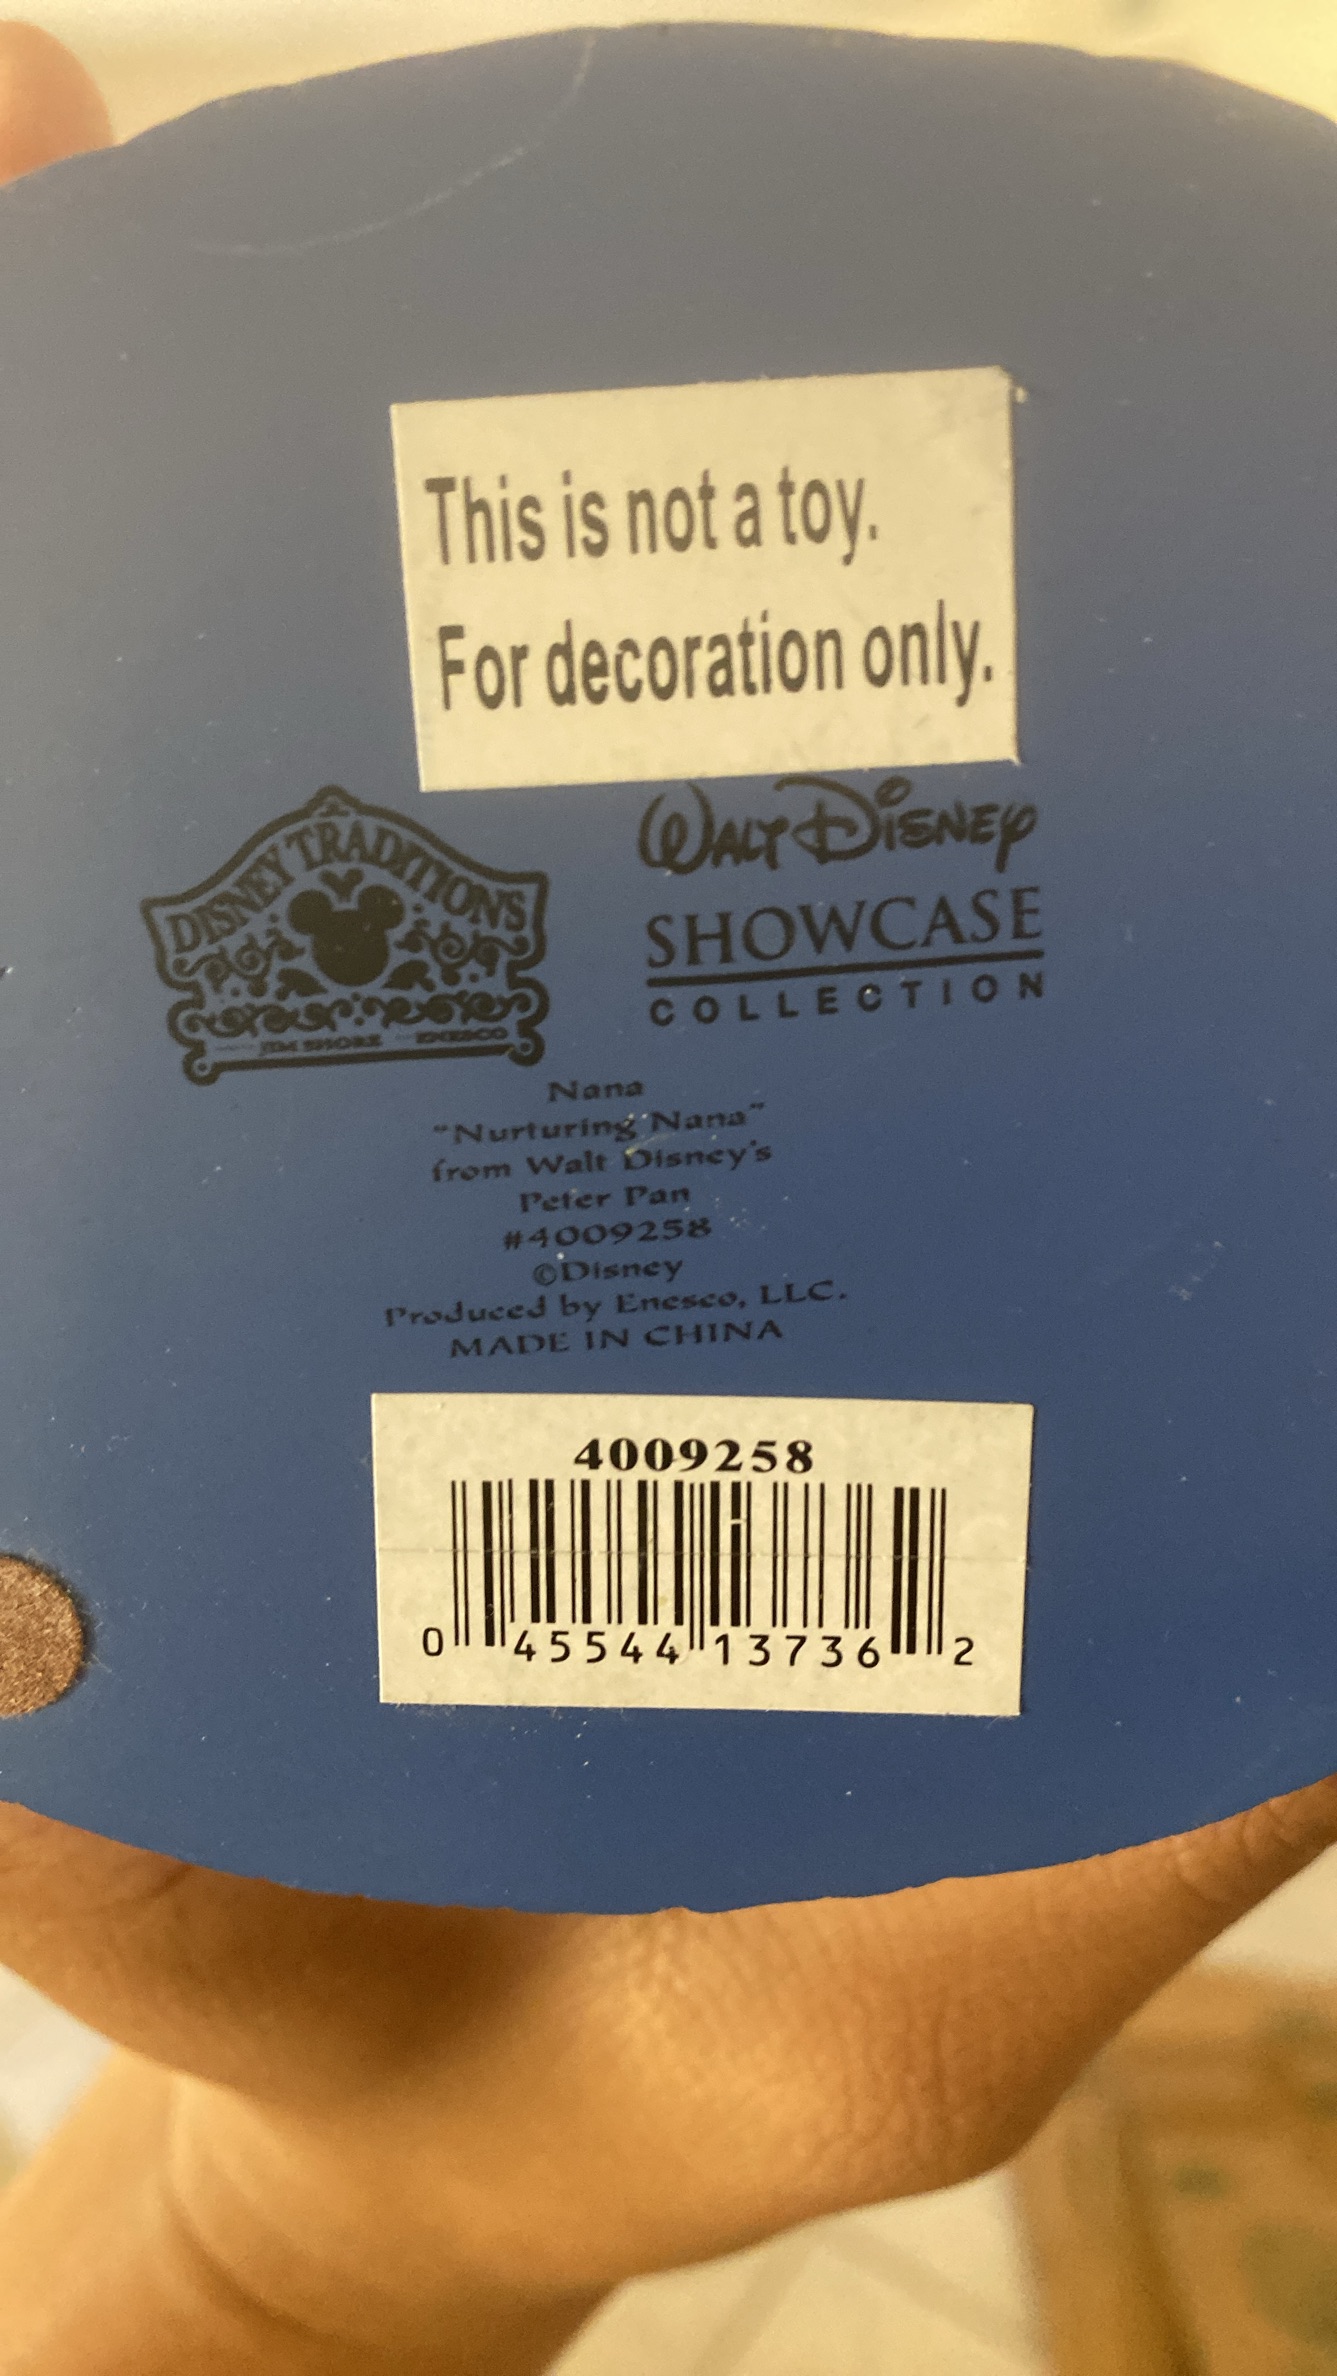 This is not a toy.
For decoration only.
DISNEY TRADITIONS
JIM SHORE ENESCO
WALT DISNEY
SHOWCASE
COLLECTION
Nana
"Nurturing Nana"
from Walt Disney's
Peter Pan
#4009258
©Disney
Produced by Enesco, LLC.
MADE IN CHINA
4009258
0 45544 13736 2